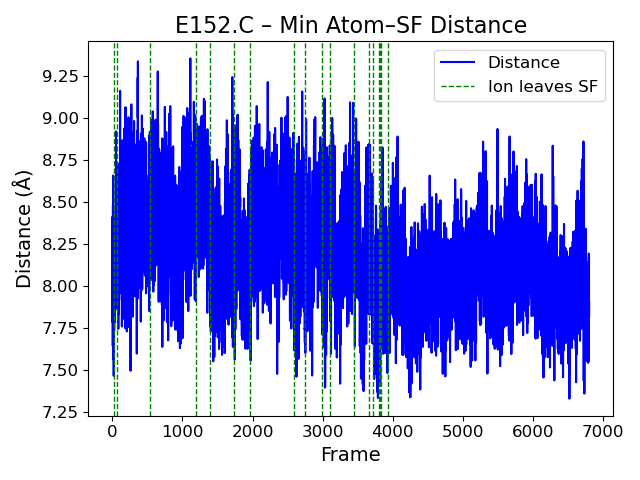 E152.C – Min Atom–SF Distance
Distance
Ion leaves SF
9.25
9.00
8.75
8.50
8.25
8.00
7.75
7.50
7.25
Distance (Å)
0 1000 2000 3000 4000 5000 6000 7000
Frame